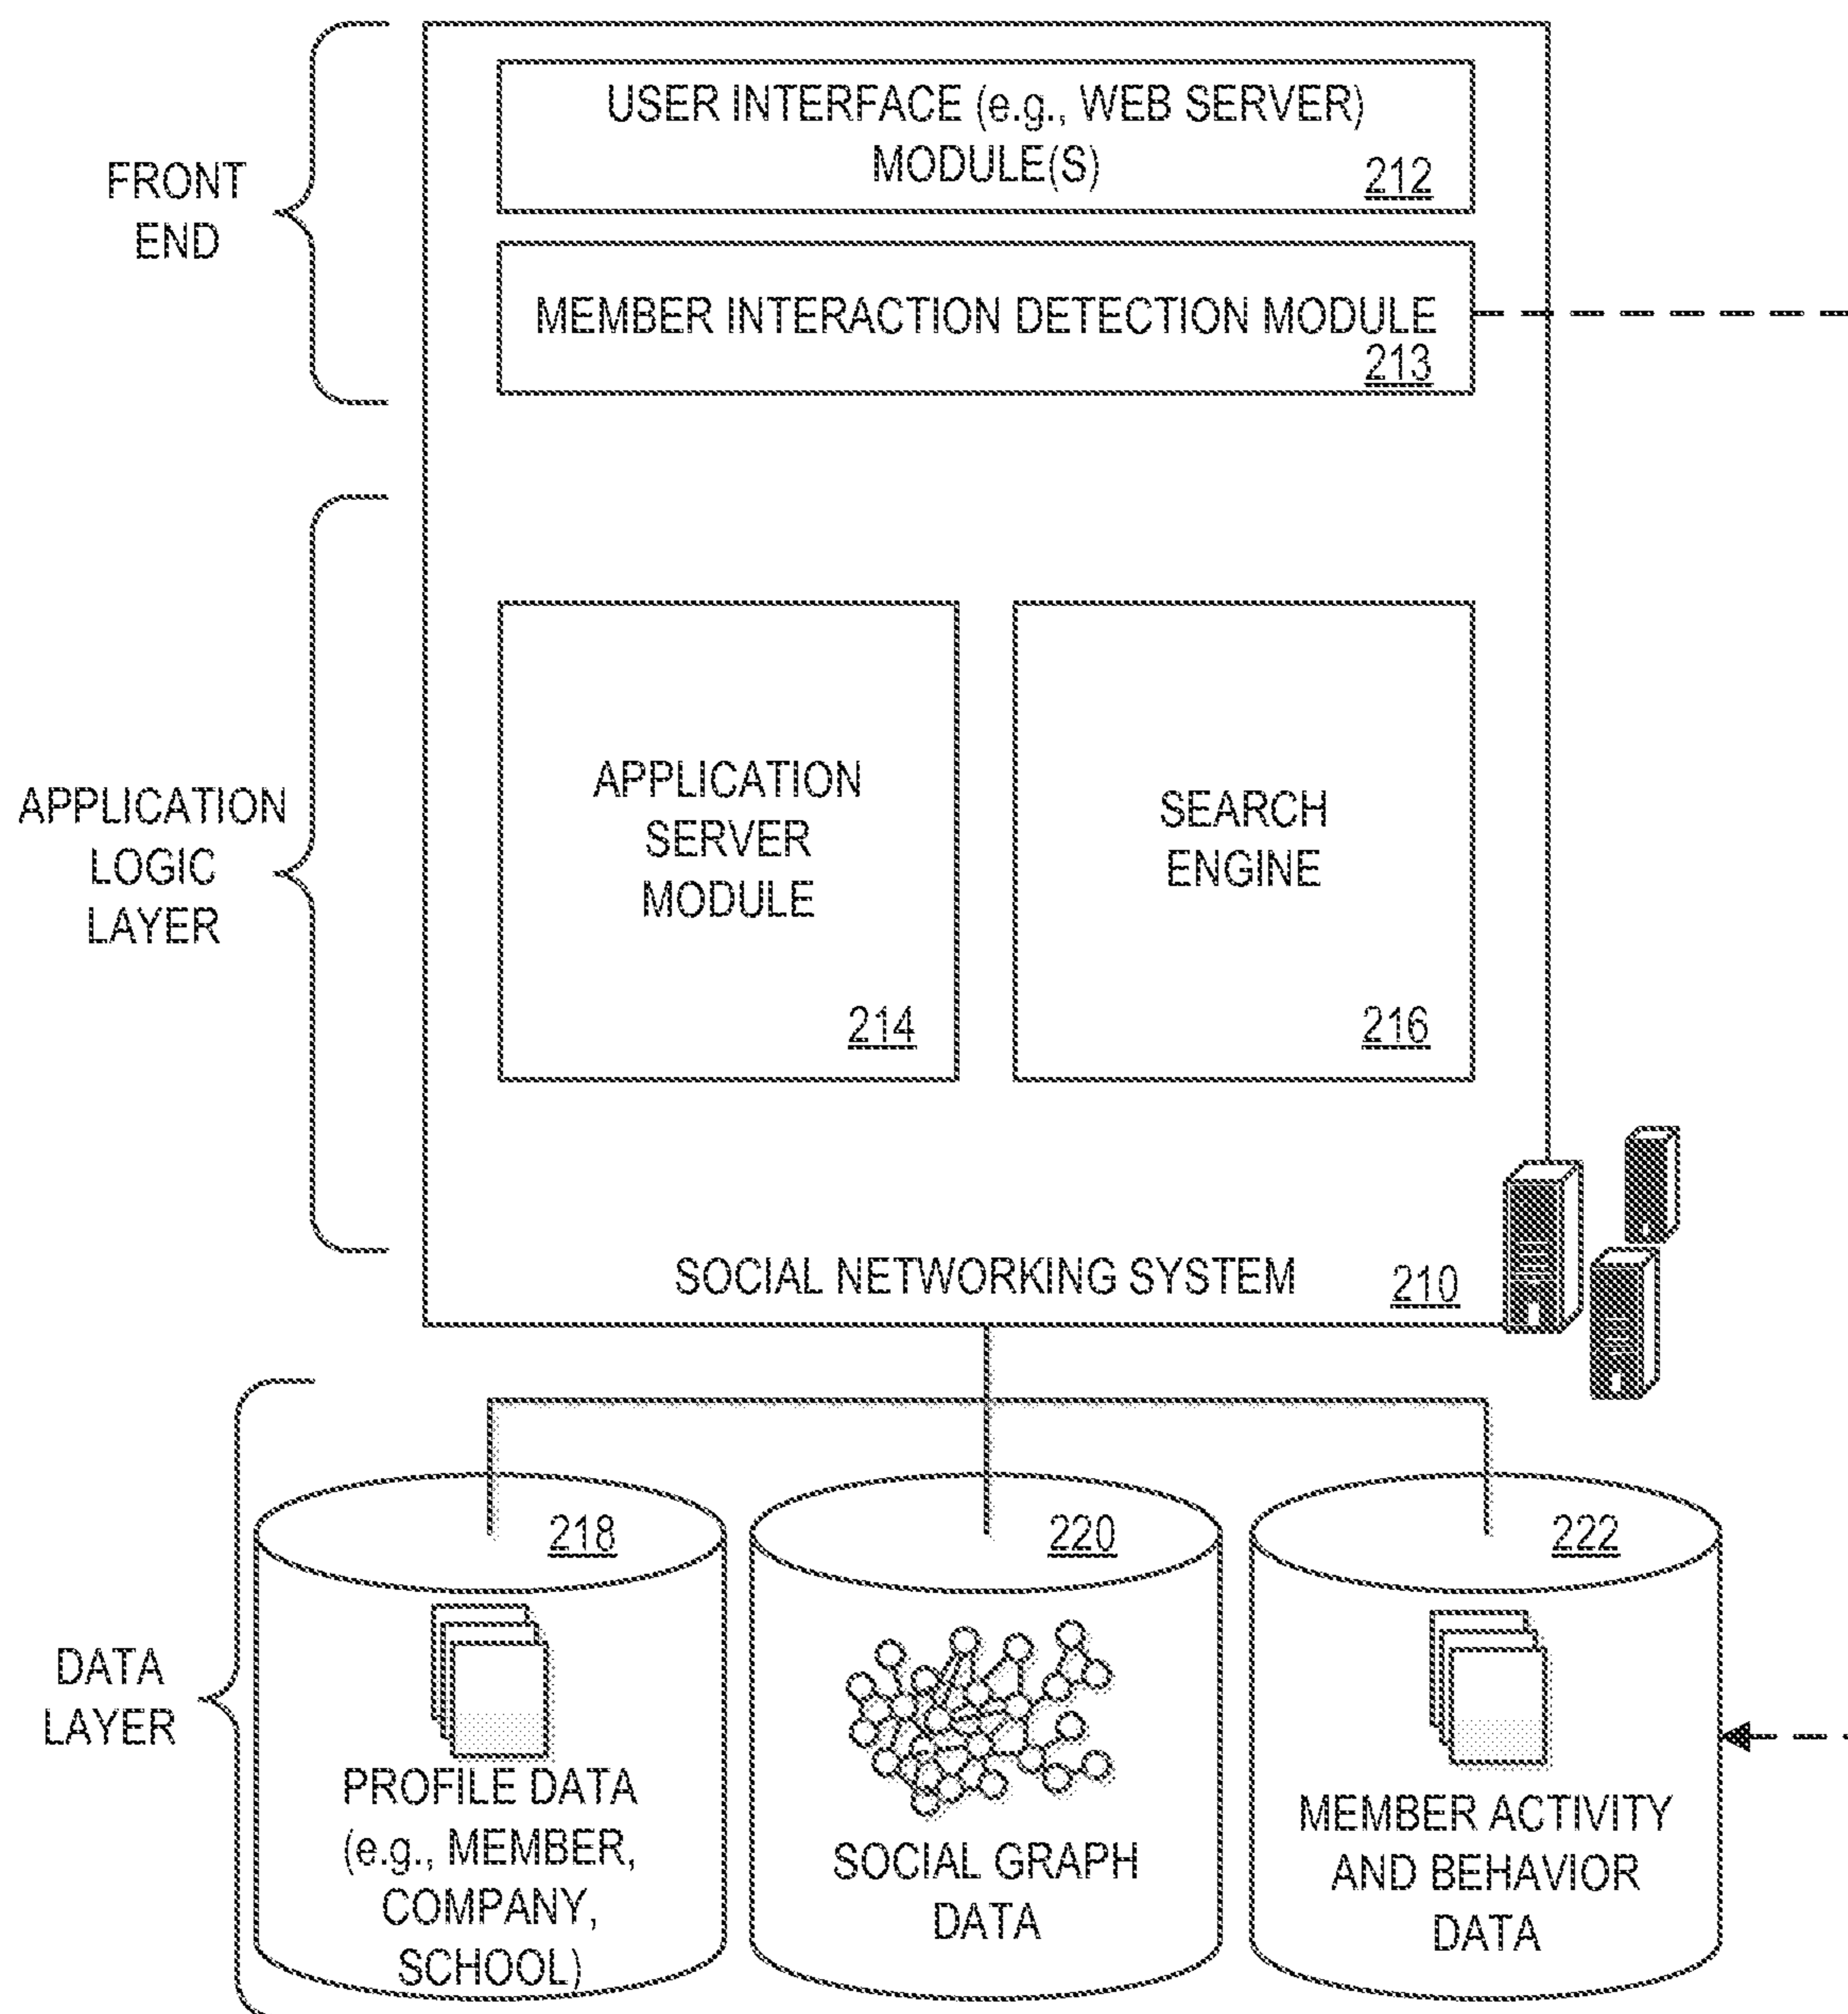 FRONT
END
USER INTERFACE (e.g., WEB SERVER)
MODULE(S)
212
MEMBER INTERACTION DETECTION MODULE
213
APPLICATION
LOGIC
LAYER
APPLICATION
SERVER
MODULE
214
SEARCH
ENGINE
216
SOCIAL NETWORKING SYSTEM
210
DATA
LAYER
218
PROFILE DATA
(e.g., MEMBER,
COMPANY,
SCHOOL)
220
SOCIAL GRAPH
DATA
222
MEMBER ACTIVITY
AND BEHAVIOR
DATA